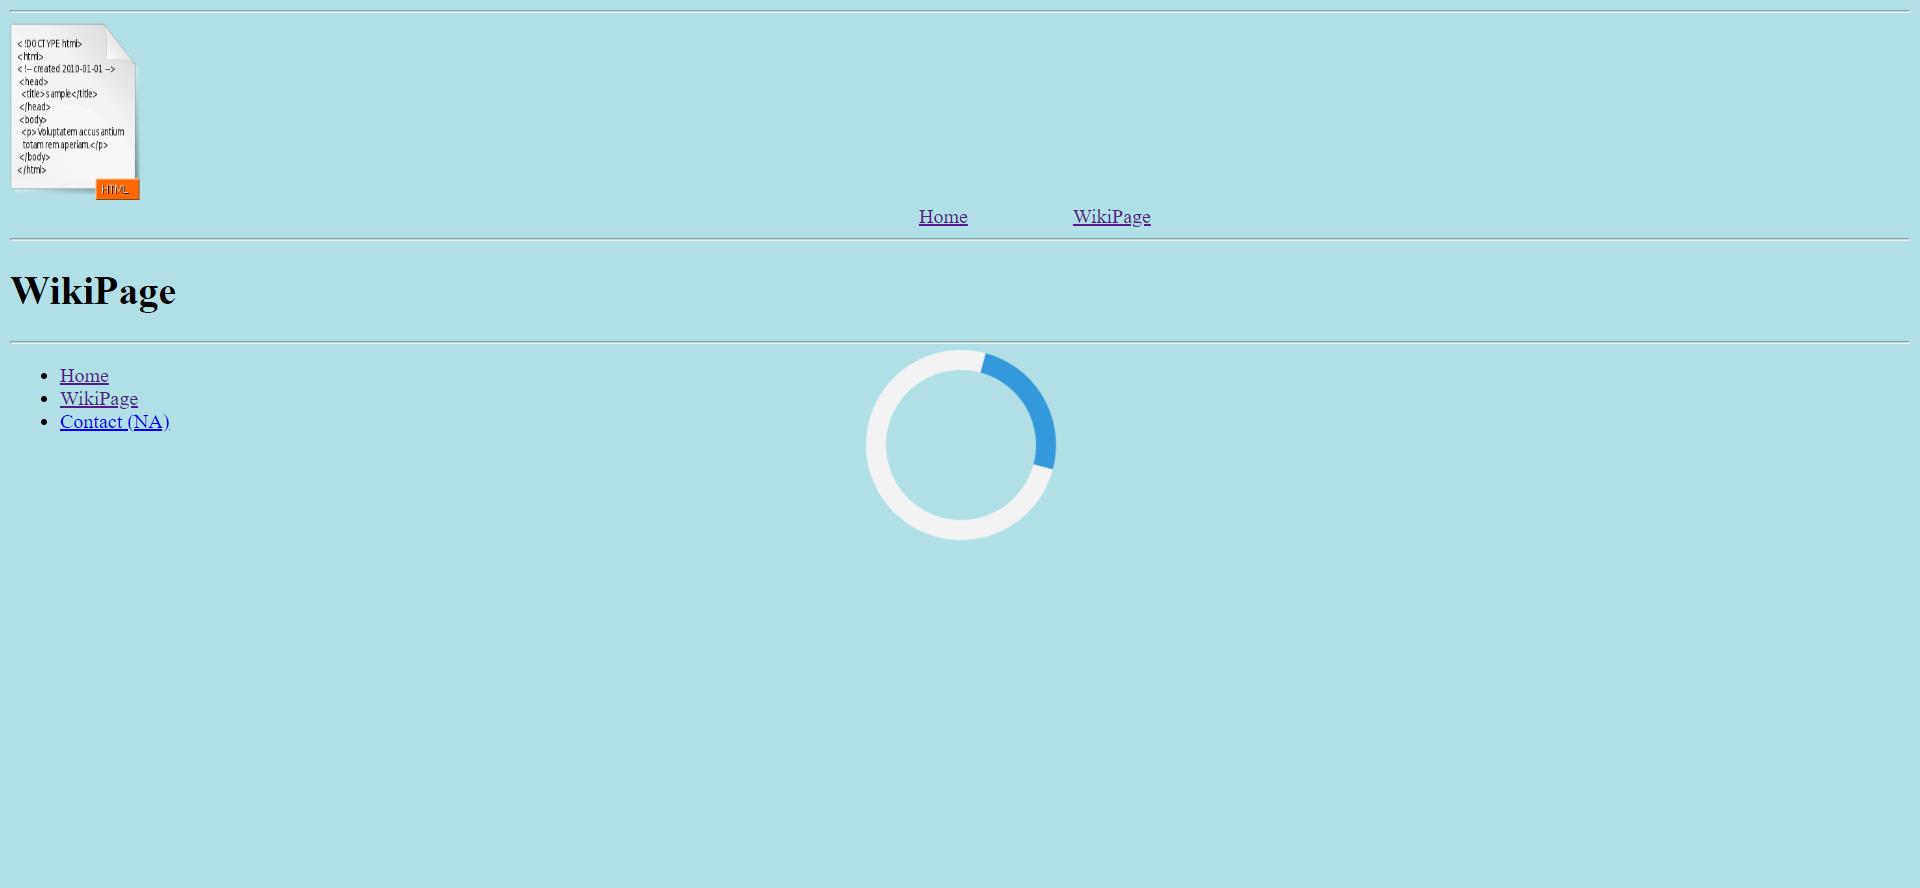 <!DOCTYPE html>
<html>
<!-- created 2010-01-01 -->
<head>
<title>sample</title>
</head>
<body>
<p>Voluptatem accusantium
totam rem aperiam.</p>
</body>
</html>
HTML
Home WikiPage
WikiPage
Home
WikiPage
Contact (NA)